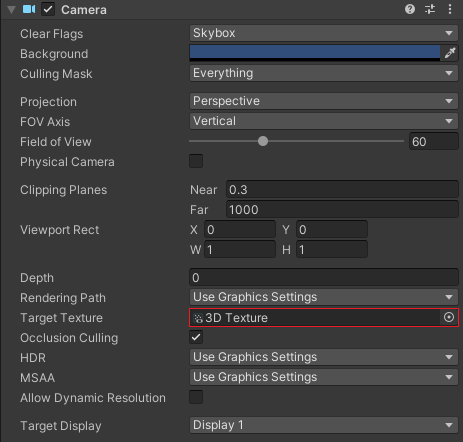 Camera
Clear Flags Skybox
Background
Culling Mask Everything
Projection Perspective
FOV Axis Vertical
Field of View 60
Physical Camera
Clipping Planes Near 0.3
Far 1000
Viewport Rect X 0 Y 0
W 1 H 1
Depth 0
Rendering Path Use Graphics Settings
Target Texture 3D Texture
Occlusion Culling
HDR Use Graphics Settings
MSAA Use Graphics Settings
Allow Dynamic Resolution
Target Display Display 1